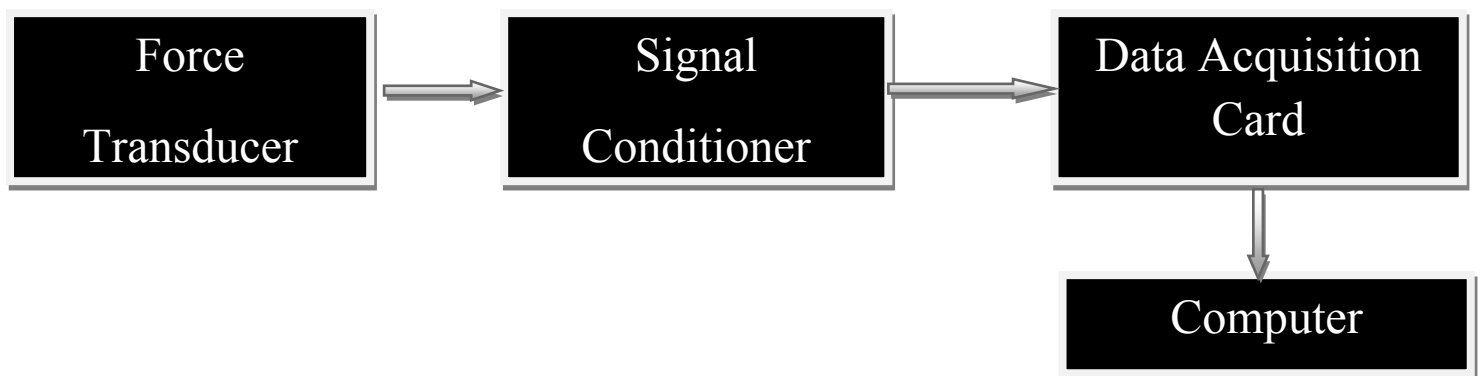 Force
Transducer
Signal
Conditioner
Data Acquisition
Card
Computer